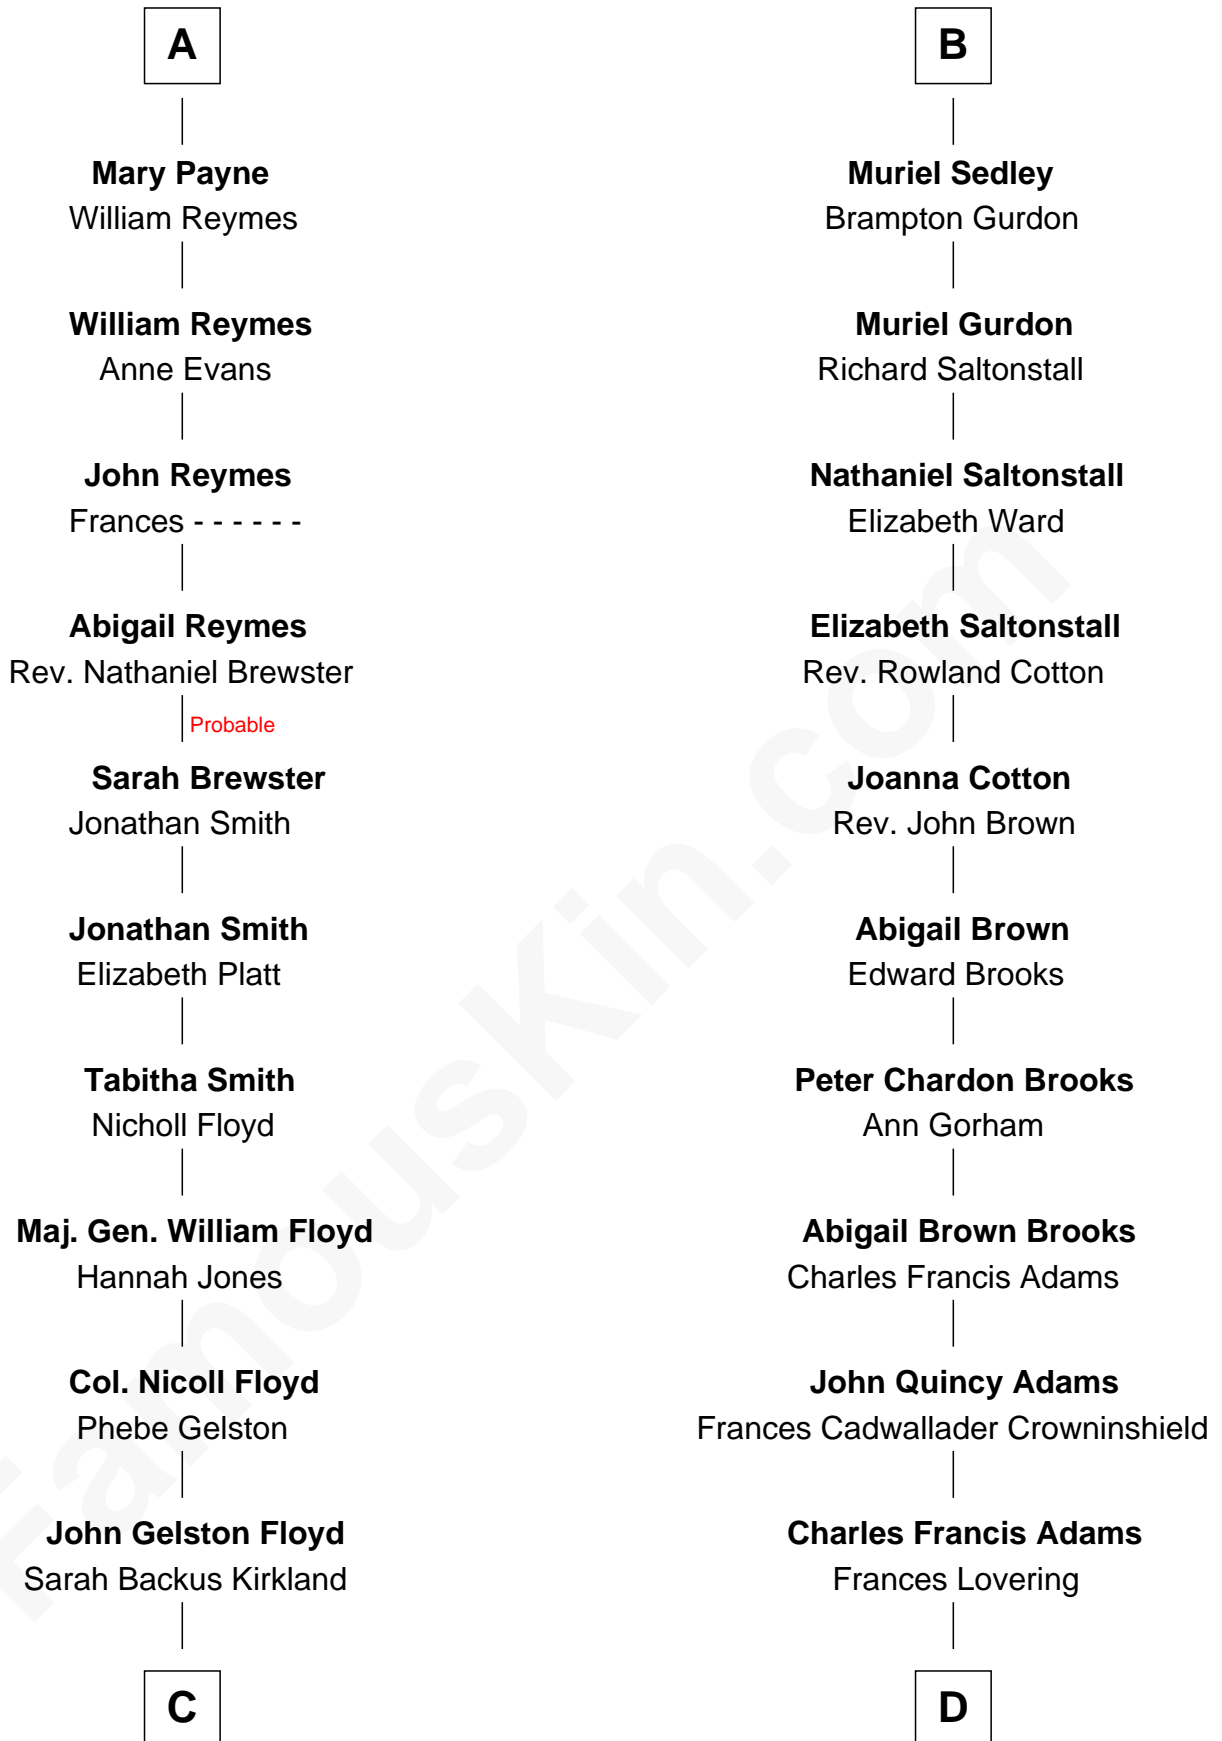 A
Mary Payne
William Reymes
William Reymes
Anne Evans
John Reymes
Frances - - - - - -
Abigail Reymes
Rev. Nathaniel Brewster
Probable
Sarah Brewster
Jonathan Smith
Jonathan Smith
Elizabeth Platt
Tabitha Smith
Nicholl Floyd
Maj. Gen. William Floyd
Hannah Jones
Col. Nicoll Floyd
Phebe Gelston
John Gelston Floyd
Sarah Backus Kirkland
C
B
Muriel Sedley
Brampton Gurdon
Muriel Gurdon
Richard Saltonstall
Nathaniel Saltonstall
Elizabeth Ward
Elizabeth Saltonstall
Rev. Rowland Cotton
Joanna Cotton
Rev. John Brown
Abigail Brown
Edward Brooks
Peter Chardon Brooks
Ann Gorham
Abigail Brown Brooks
Charles Francis Adams
John Quincy Adams
Frances Cadwallader Crowninshield
Charles Francis Adams
Frances Lovering
D
FamousKin.com